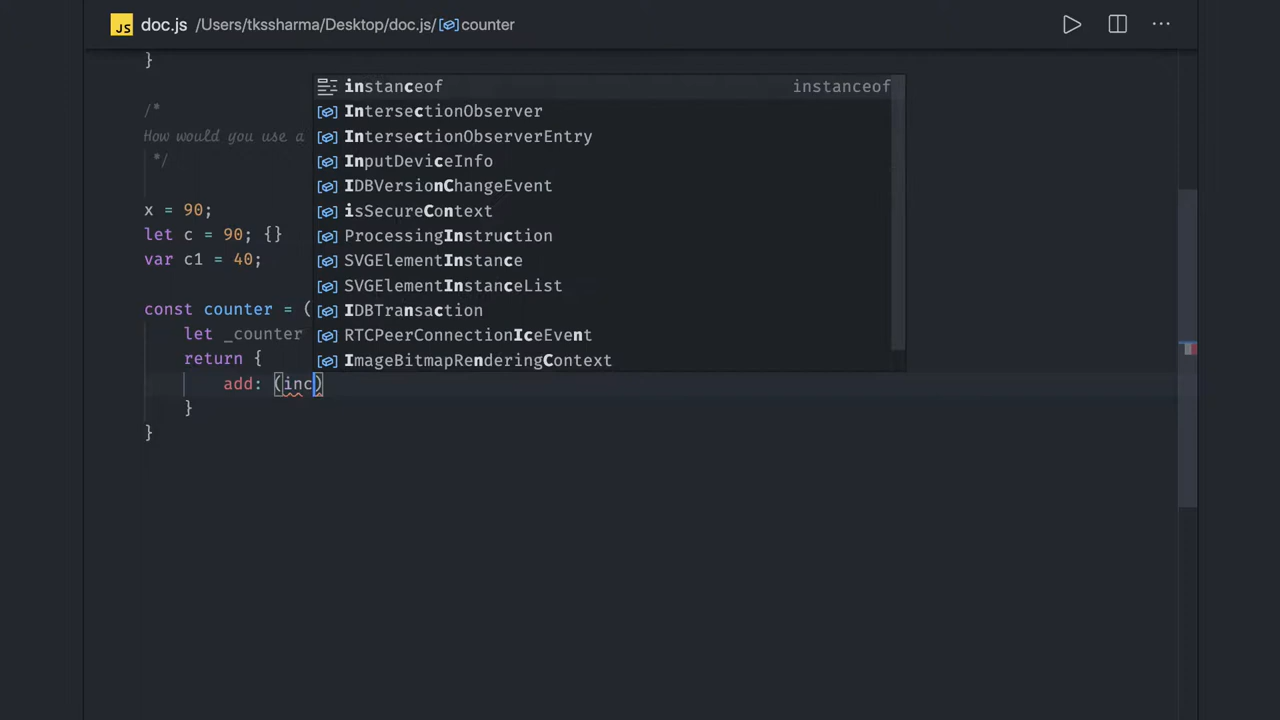 JS doc.js /Users/tkssharma/Desktop/doc.js/ counter
}
/*
How would you use a
*/
x = 90;
let c = 90; {}
var c1 = 40;
const counter = (
let _counter
return {
add: (inc)
}
}
instanceof instanceof
IntersectionObserver
IntersectionObserverEntry
InputDeviceInfo
IDBVersionChangeEvent
isSecureContext
ProcessingInstruction
SVGElementInstance
SVGElementInstanceList
IDBTransaction
RTCPeerConnectionIceEvent
ImageBitmapRenderingContext